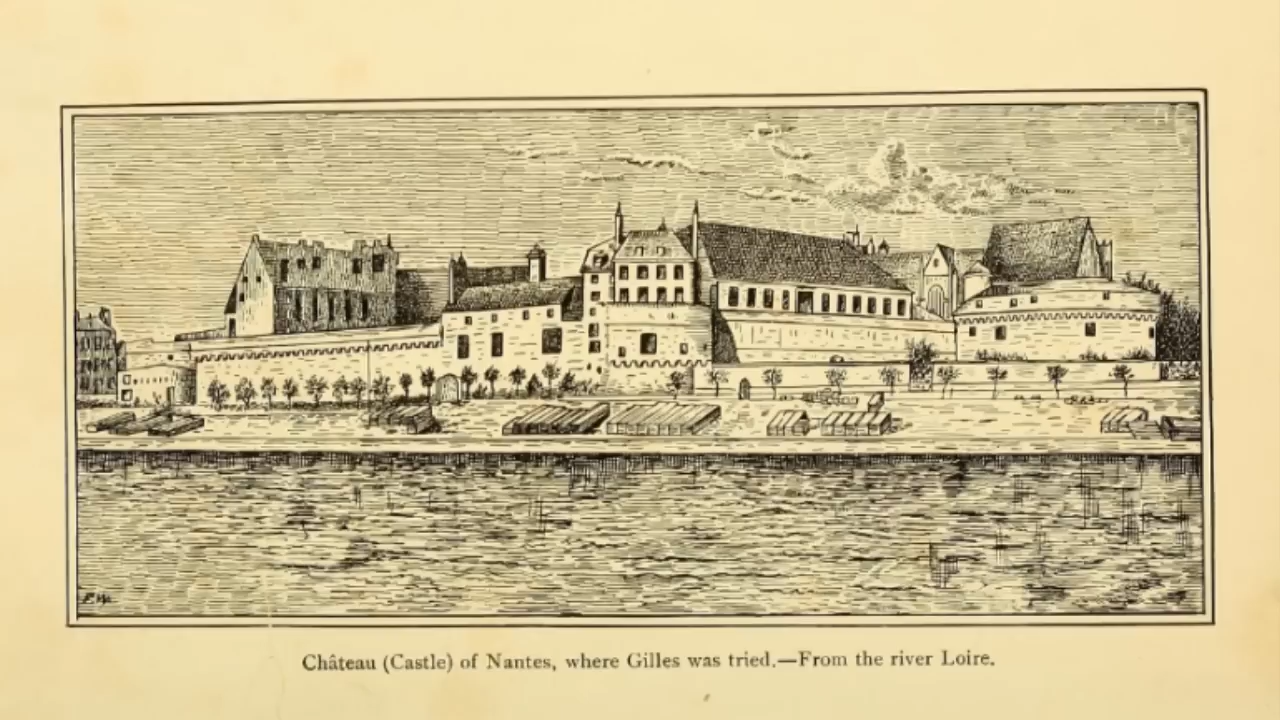 Château (Castle) of Nantes, where Gilles was tried.—From the river Loire.